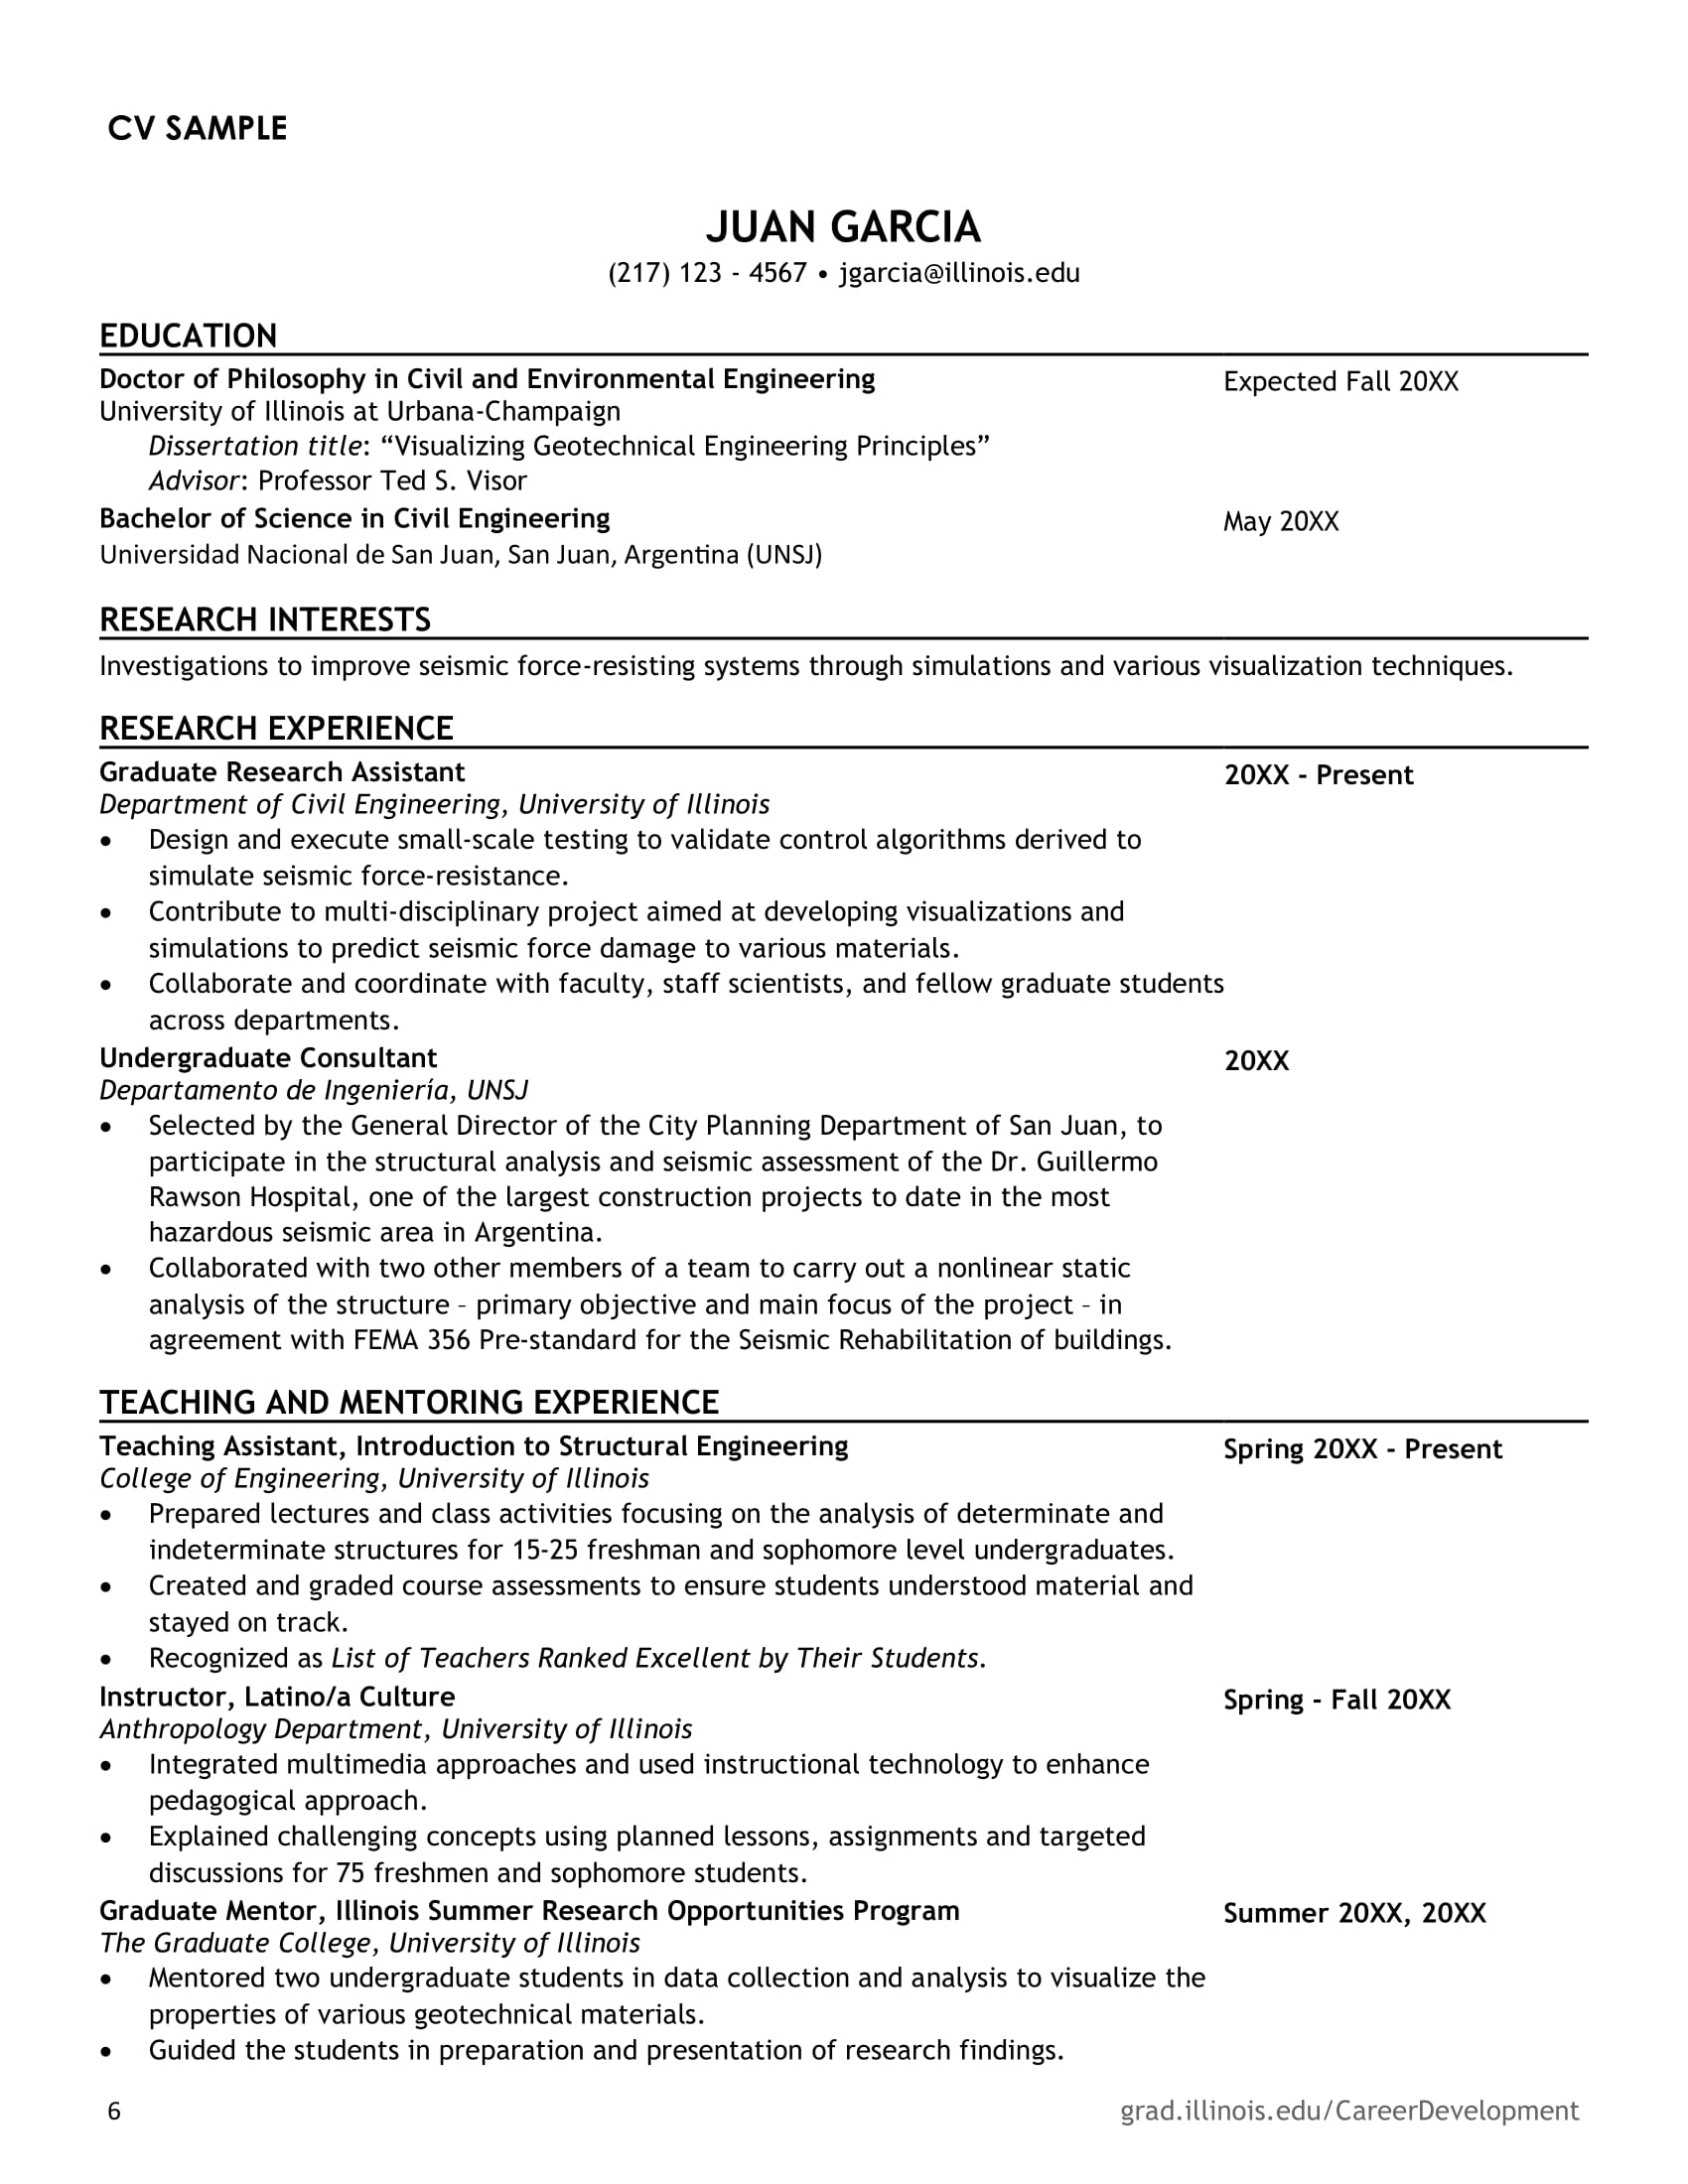 CV SAMPLE
JUAN GARCIA
(217) 123 - 4567 • jgarcia@illinois.edu
EDUCATION
Doctor of Philosophy in Civil and Environmental Engineering Expected Fall 20XX
University of Illinois at Urbana-Champaign
Dissertation title: “Visualizing Geotechnical Engineering Principles”
Advisor: Professor Ted S. Visor
Bachelor of Science in Civil Engineering May 20XX
Universidad Nacional de San Juan, San Juan, Argentina (UNSJ)
RESEARCH INTERESTS
Investigations to improve seismic force-resisting systems through simulations and various visualization techniques.
RESEARCH EXPERIENCE
Graduate Research Assistant 20XX - Present
Department of Civil Engineering, University of Illinois
• Design and execute small-scale testing to validate control algorithms derived to
simulate seismic force-resistance.
• Contribute to multi-disciplinary project aimed at developing visualizations and
simulations to predict seismic force damage to various materials.
• Collaborate and coordinate with faculty, staff scientists, and fellow graduate students
across departments.
Undergraduate Consultant 20XX
Departamento de Ingeniería, UNSJ
• Selected by the General Director of the City Planning Department of San Juan, to
participate in the structural analysis and seismic assessment of the Dr. Guillermo
Rawson Hospital, one of the largest construction projects to date in the most
hazardous seismic area in Argentina.
• Collaborated with two other members of a team to carry out a nonlinear static
analysis of the structure – primary objective and main focus of the project – in
agreement with FEMA 356 Pre-standard for the Seismic Rehabilitation of buildings.
TEACHING AND MENTORING EXPERIENCE
Teaching Assistant, Introduction to Structural Engineering Spring 20XX - Present
College of Engineering, University of Illinois
• Prepared lectures and class activities focusing on the analysis of determinate and
indeterminate structures for 15-25 freshman and sophomore level undergraduates.
• Created and graded course assessments to ensure students understood material and
stayed on track.
• Recognized as List of Teachers Ranked Excellent by Their Students.
Instructor, Latino/a Culture Spring - Fall 20XX
Anthropology Department, University of Illinois
• Integrated multimedia approaches and used instructional technology to enhance
pedagogical approach.
• Explained challenging concepts using planned lessons, assignments and targeted
discussions for 75 freshmen and sophomore students.
Graduate Mentor, Illinois Summer Research Opportunities Program Summer 20XX, 20XX
The Graduate College, University of Illinois
• Mentored two undergraduate students in data collection and analysis to visualize the
properties of various geotechnical materials.
• Guided the students in preparation and presentation of research findings.
6 grad.illinois.edu/CareerDevelopment